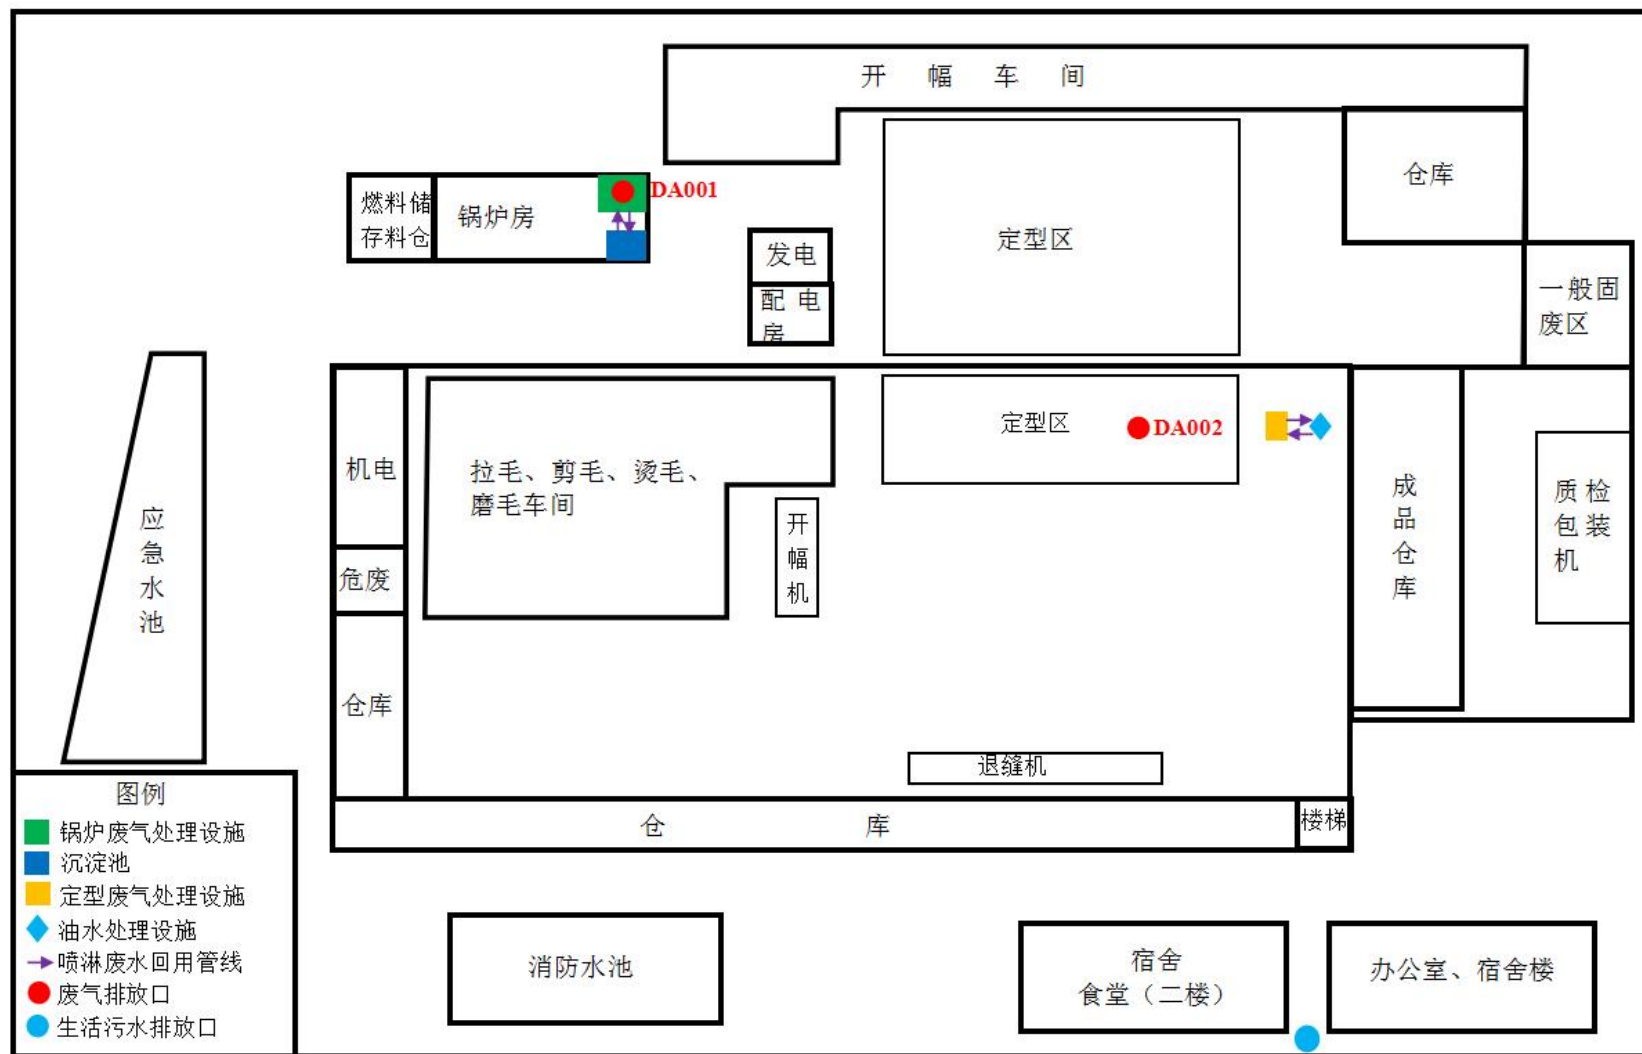 开 幅 车 间
仓库
燃料储
存料仓
锅炉房
DA001
定型区
发电
配 电
房
一般固
废区
机电
拉毛、剪毛、烫毛、
磨毛车间
定型区
DA002
应
急
水
池
危废
开
幅
机
成
品
仓
库
质 检
包 装
机
仓库
退缝机
仓 库
楼梯
图例
锅炉废气处理设施
沉淀池
定型废气处理设施
油水处理设施
喷淋废水回用管线
废气排放口
生活污水排放口
消防水池
宿舍
食堂（二楼）
办公室、宿舍楼